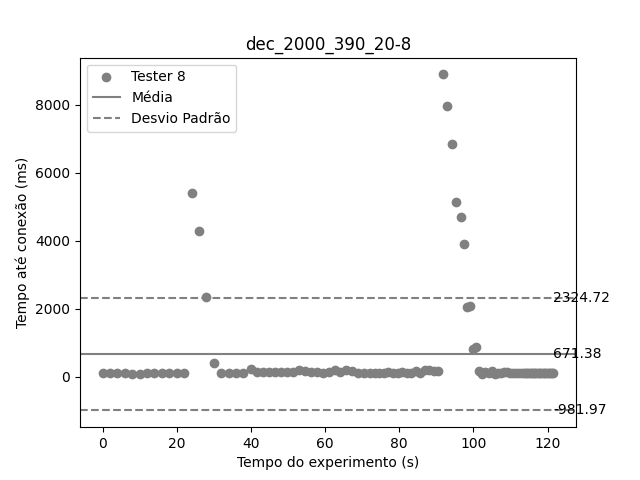 dec_2000_390_20-8
Tester 8
Média
Desvio Padrão
8000
6000
4000
2000
0
2324.72
671.38
-981.97
0
20
40
60
80
100
120
Tempo até conexão (ms)
Tempo do experimento (s)